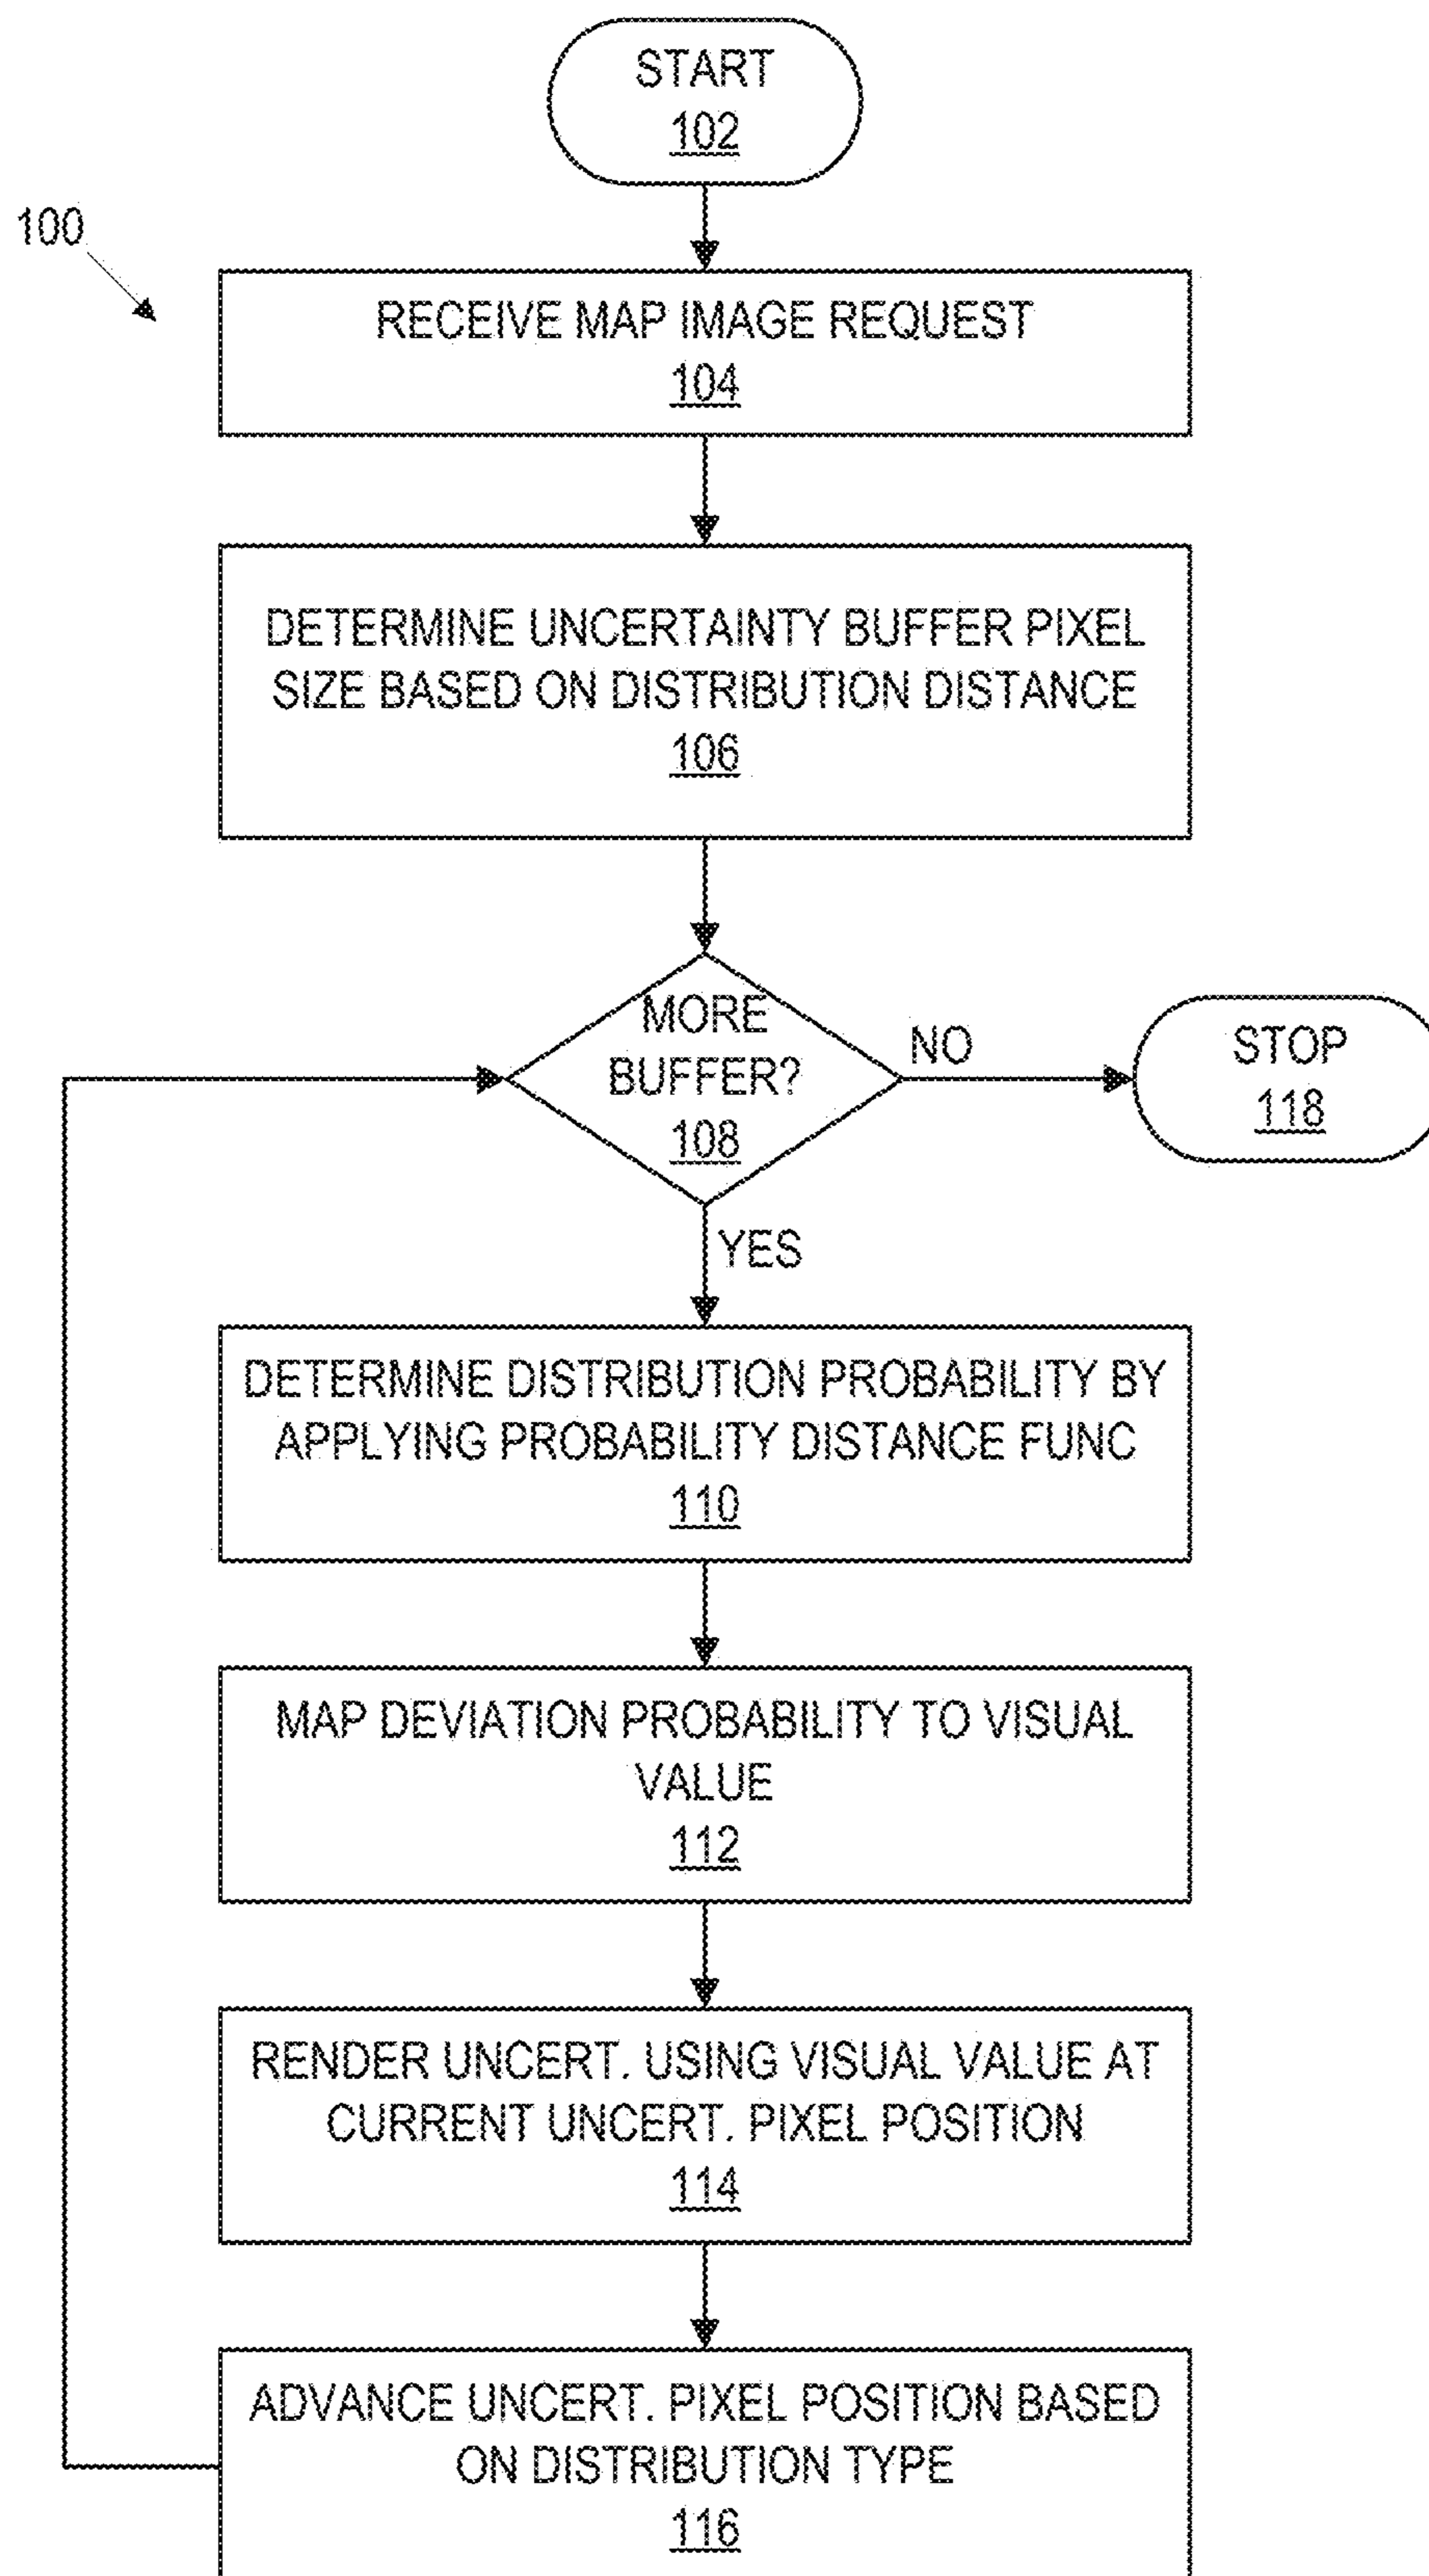 START
102
100
RECEIVE MAP IMAGE REQUEST
104
DETERMINE UNCERTAINTY BUFFER PIXEL
SIZE BASED ON DISTRIBUTION DISTANCE
106
MORE
BUFFER?
108
NO
STOP
118
YES
DETERMINE DISTRIBUTION PROBABILITY BY
APPLYING PROBABILITY DISTANCE FUNC
110
MAP DEVIATION PROBABILITY TO VISUAL
VALUE
112
RENDER UNCERT. USING VISUAL VALUE AT
CURRENT UNCERT. PIXEL POSITION
114
ADVANCE UNCERT. PIXEL POSITION BASED
ON DISTRIBUTION TYPE
116